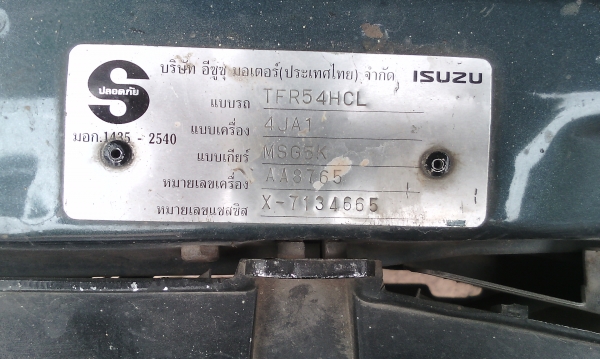 บริษัท อีซูซุ มอเตอร์(ประเทศไทย) จำกัด ISUZU
S ปลอดภัย
แบบรถ TFR54HCL
แบบเครื่อง 4JA1
มอก.1435 - 2540
แบบเกียร์ MSG5K
หมายเลขเครื่อง AA3765
หมายเลขแชสซิส X-7134665